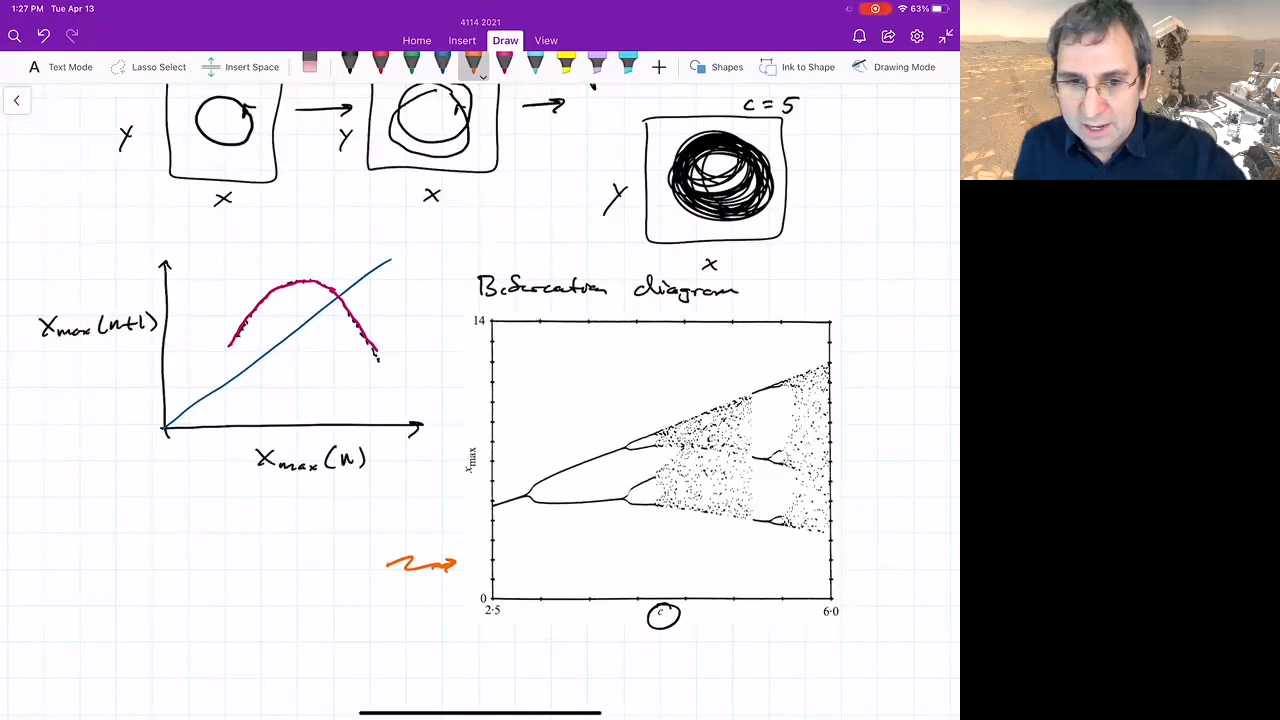 1:27 PM Tue Apr 13
63%
4114 2021
Home Insert Draw View
Text Mode Lasso Select Insert Space Shapes Ink to Shape Drawing Mode
c = 5
y y
x x
y
x
Bifurcation diagram
Xmax(n+1)
Xmax(n)
14
xmax
0
2·5 c 6·0